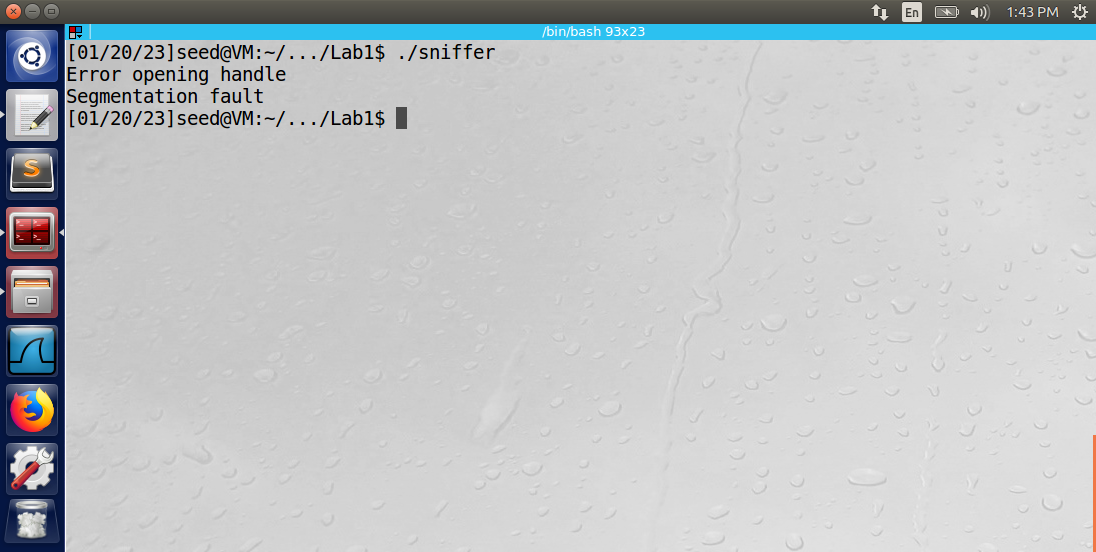 En
1:43 PM
/bin/bash 93x23
[01/20/23]seed@VM:~/.../Lab1$ ./sniffer
Error opening handle
Segmentation fault
[01/20/23]seed@VM:~/.../Lab1$
S